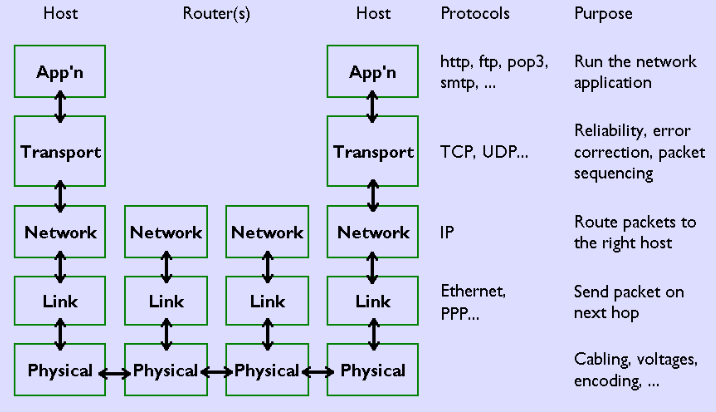 Host Router(s) Host Protocols Purpose
App'n App'n http, ftp, pop3, Run the network
smtp, ... application
Transport Transport TCP, UDP... Reliability, error
correction, packet
sequencing
Network Network Network Network IP Route packets to
the right host
Link Link Link Link Ethernet, Send packet on
PPP... next hop
Physical Physical Physical Physical Cabling, voltages,
encoding, ...